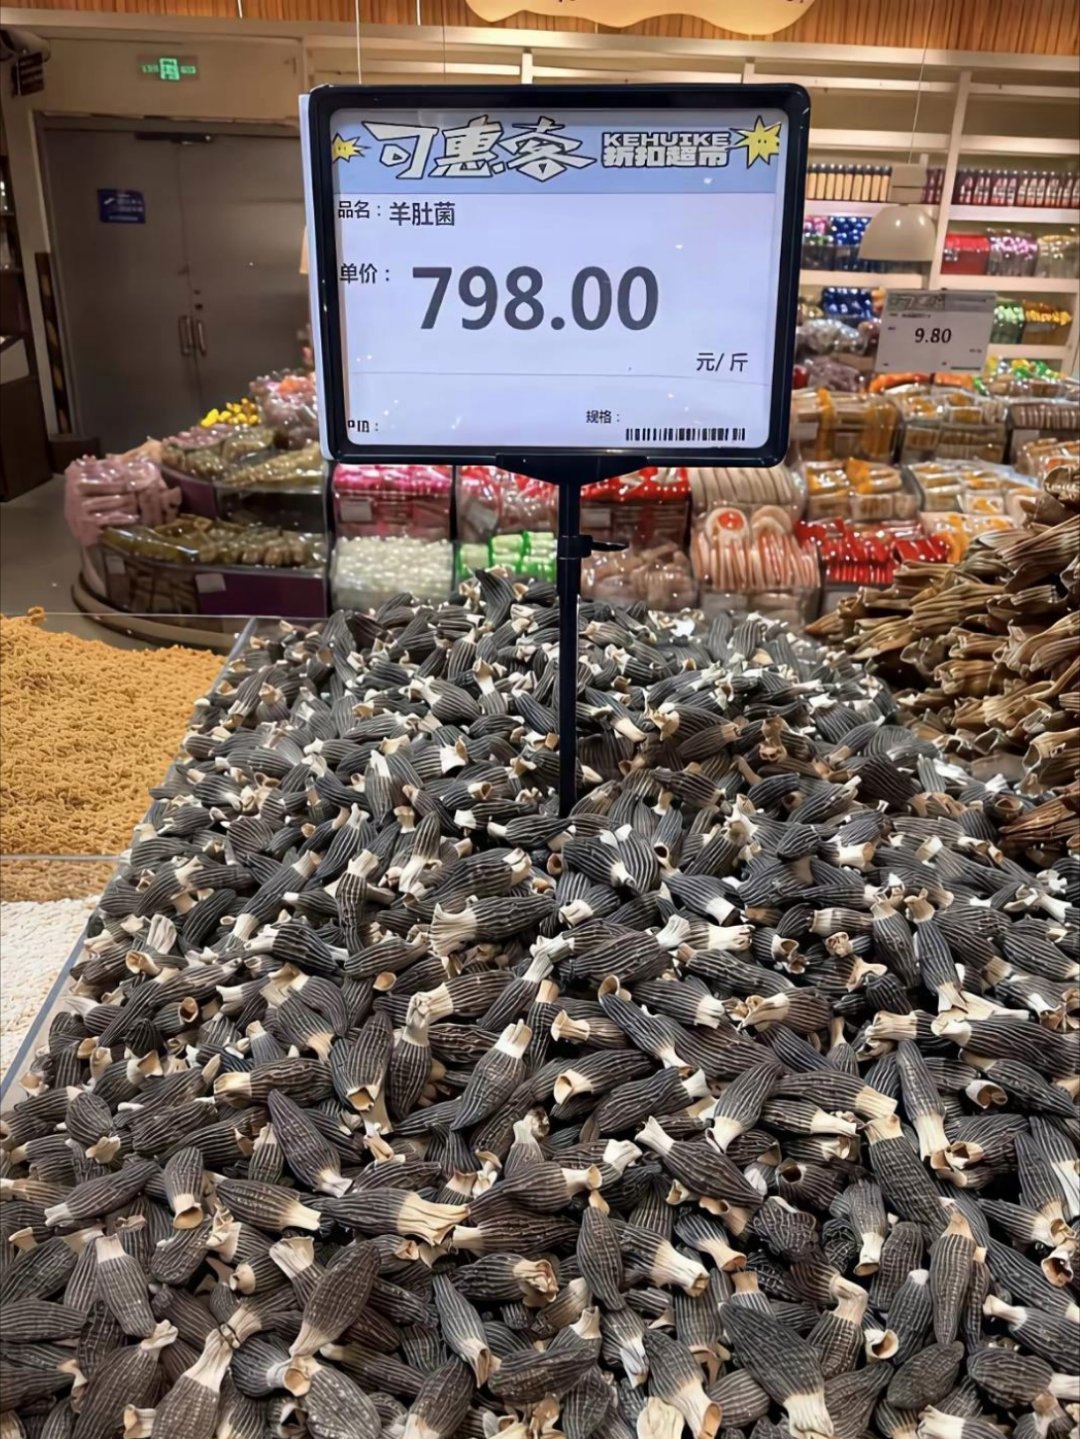 可惠客 KEHUIKE
折扣超市
品名：羊肚菌
单价：798.00
元/斤
规格：
9.80